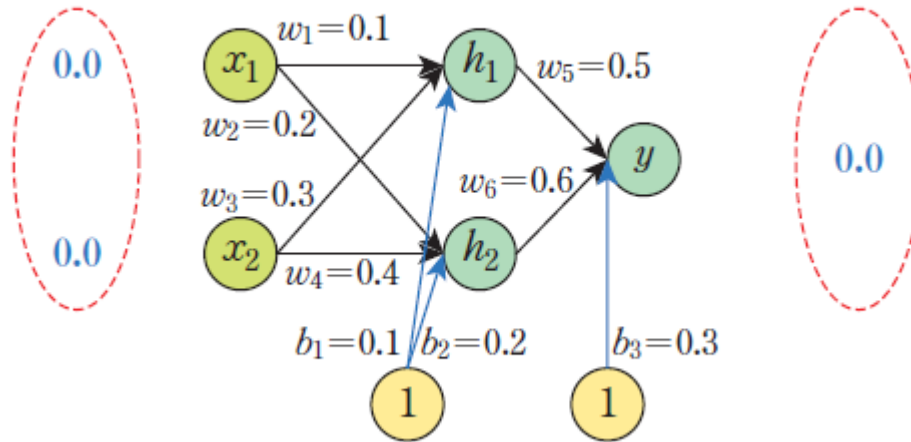 0.0
x₁
w₁=0.1
h₁
w₅=0.5
w₂=0.2
y
0.0
w₃=0.3
w₆=0.6
0.0
x₂
w₄=0.4
h₂
b₁=0.1
b₂=0.2
b₃=0.3
1
1